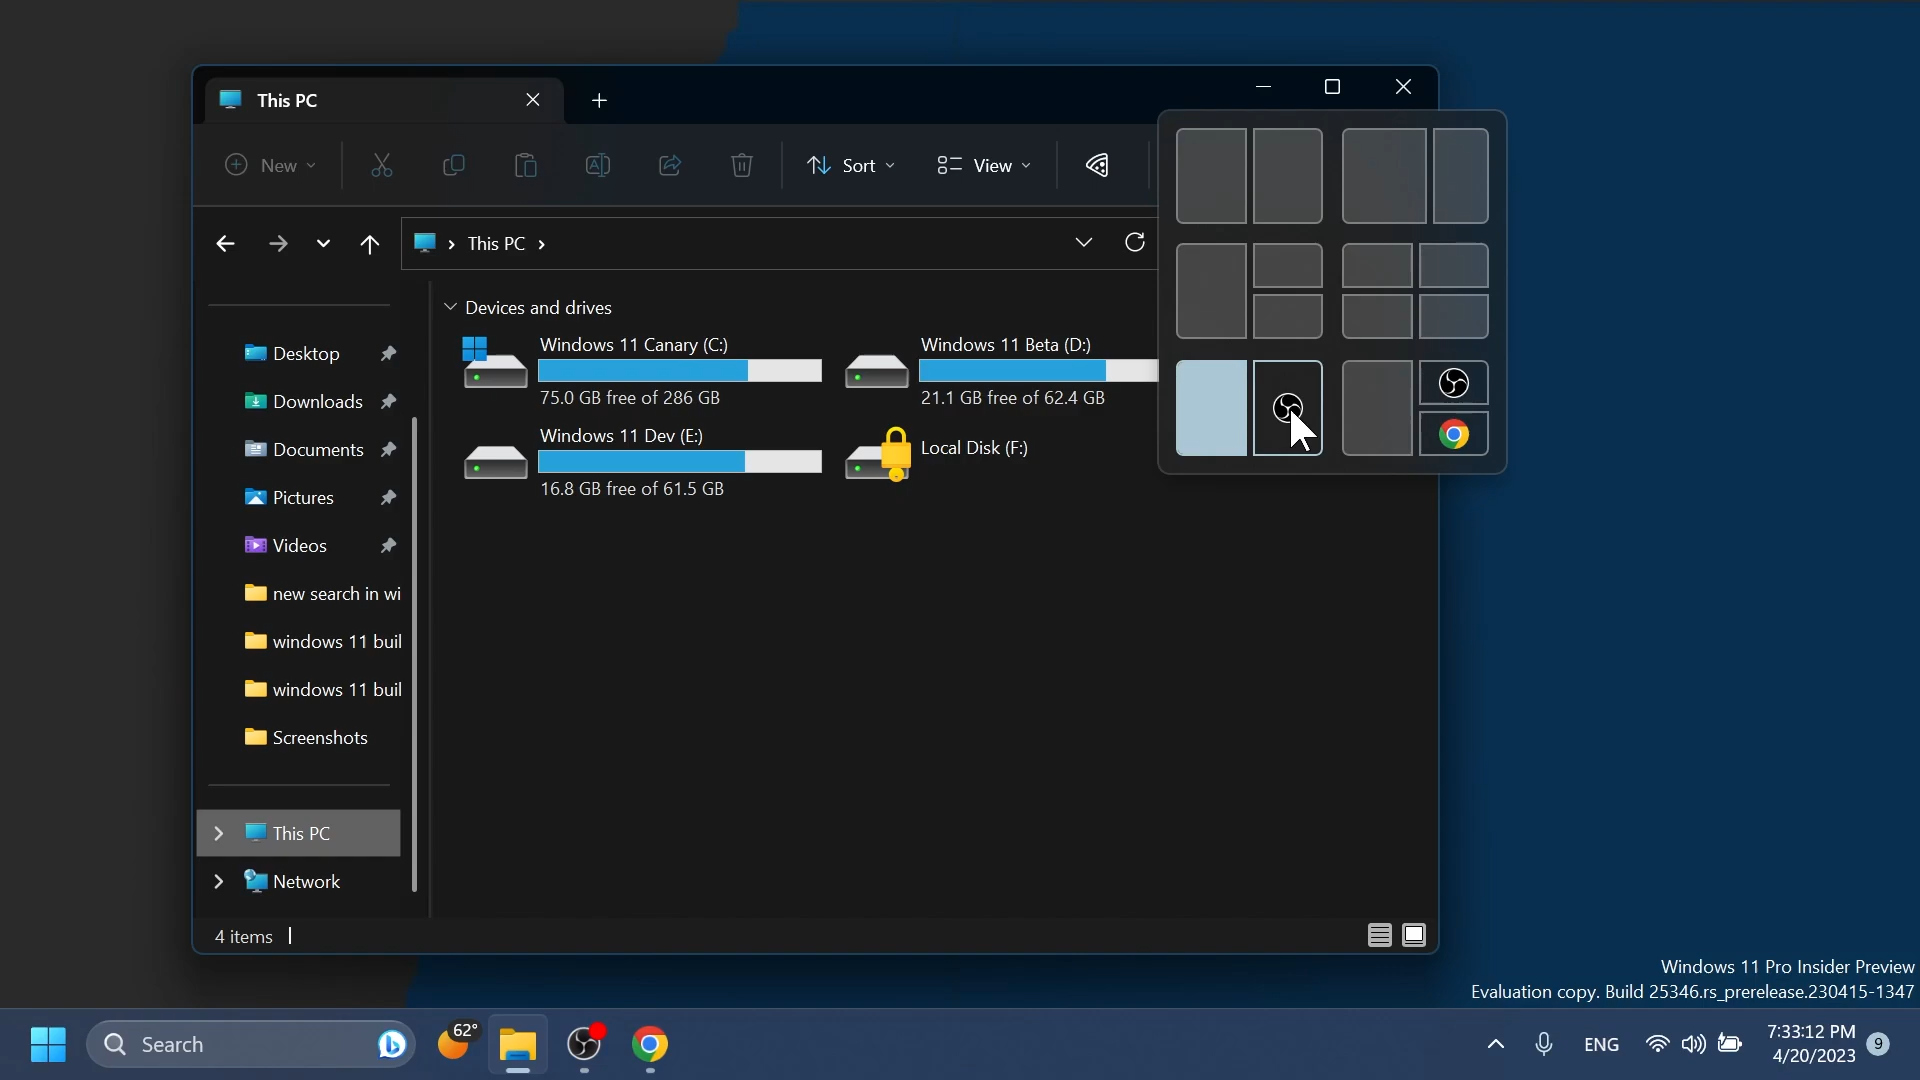 This PC
New
Sort
View
This PC
Devices and drives
Windows 11 Canary (C:)
75.0 GB free of 286 GB
Windows 11 Beta (D:)
21.1 GB free of 62.4 GB
Windows 11 Dev (E:)
16.8 GB free of 61.5 GB
Local Disk (F:)
Desktop
Downloads
Documents
Pictures
Videos
new search in wi
windows 11 buil
windows 11 buil
Screenshots
This PC
Network
4 items
Windows 11 Pro Insider Preview
Evaluation copy. Build 25346.rs_prerelease.230415-1347
Search
62°
ENG
7:33:12 PM
4/20/2023
9